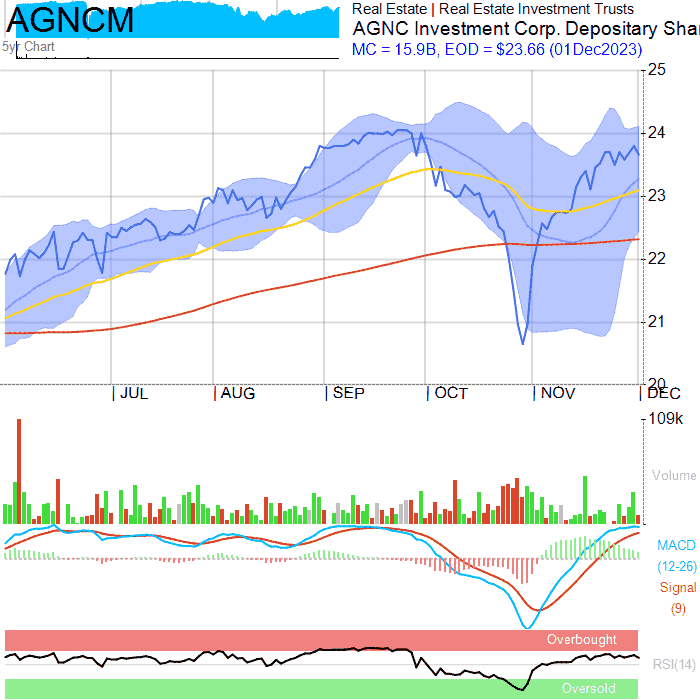 AGNCM
Real Estate | Real Estate Investment Trusts
AGNC Investment Corp. Depositary Shar
MC = 15.9B, EOD = $23.66 (01Dec2023)
5yr Chart
25
24
23
22
21
20
JUL
AUG
SEP
OCT
NOV
DEC
109k
Volume
MACD
(12-26)
Signal
(9)
Overbought
RSI(14)
Oversold